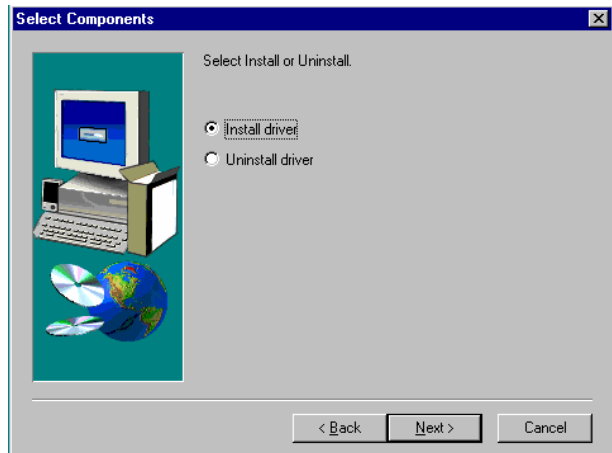 Select Components
Select Install or Uninstall.
Install driver
Uninstall driver
< Back
Next >
Cancel